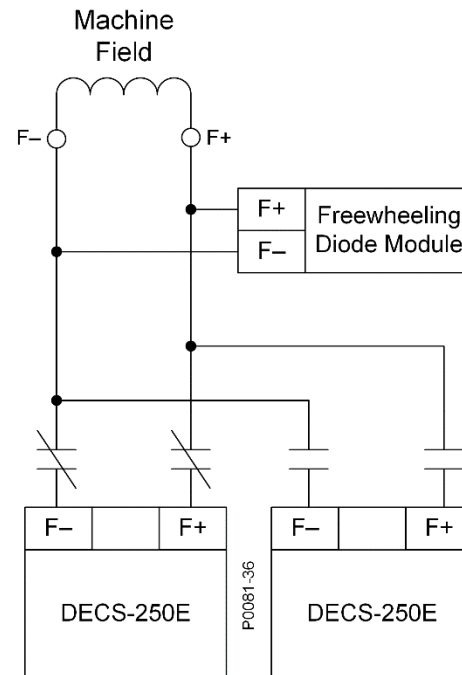 Machine
Field
F–
F+
F+
Freewheeling
F–
Diode Module
F–
F+
F–
F+
DECS-250E
P0081-36
DECS-250E